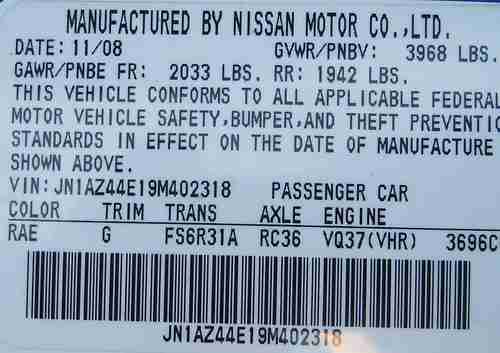 MANUFACTURED BY NISSAN MOTOR CO.,LTD.
DATE: 11/08 GVWR/PNBV: 3968 LBS.
GAWR/PNBE FR: 2033 LBS. RR: 1942 LBS.
THIS VEHICLE CONFORMS TO ALL APPLICABLE FEDERAL
MOTOR VEHICLE SAFETY,BUMPER,AND THEFT PREVENTIO
STANDARDS IN EFFECT ON THE DATE OF MANUFACTURE
SHOWN ABOVE.
VIN: JN1AZ44E19M402318 PASSENGER CAR
COLOR TRIM TRANS AXLE ENGINE
RAE G FS6R31A RC36 VQ37(VHR) 3696C
JN1AZ44E19M402318